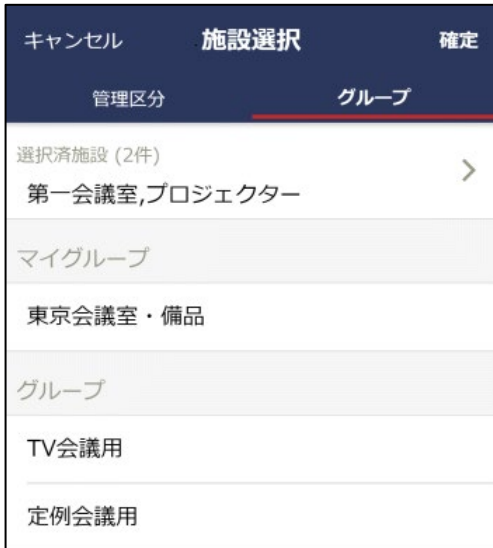 キャンセル 施設選択 確定
管理区分 グループ
選択済施設 (2件)
第一会議室,プロジェクター
マイグループ
東京会議室・備品
グループ
TV会議用
定例会議用